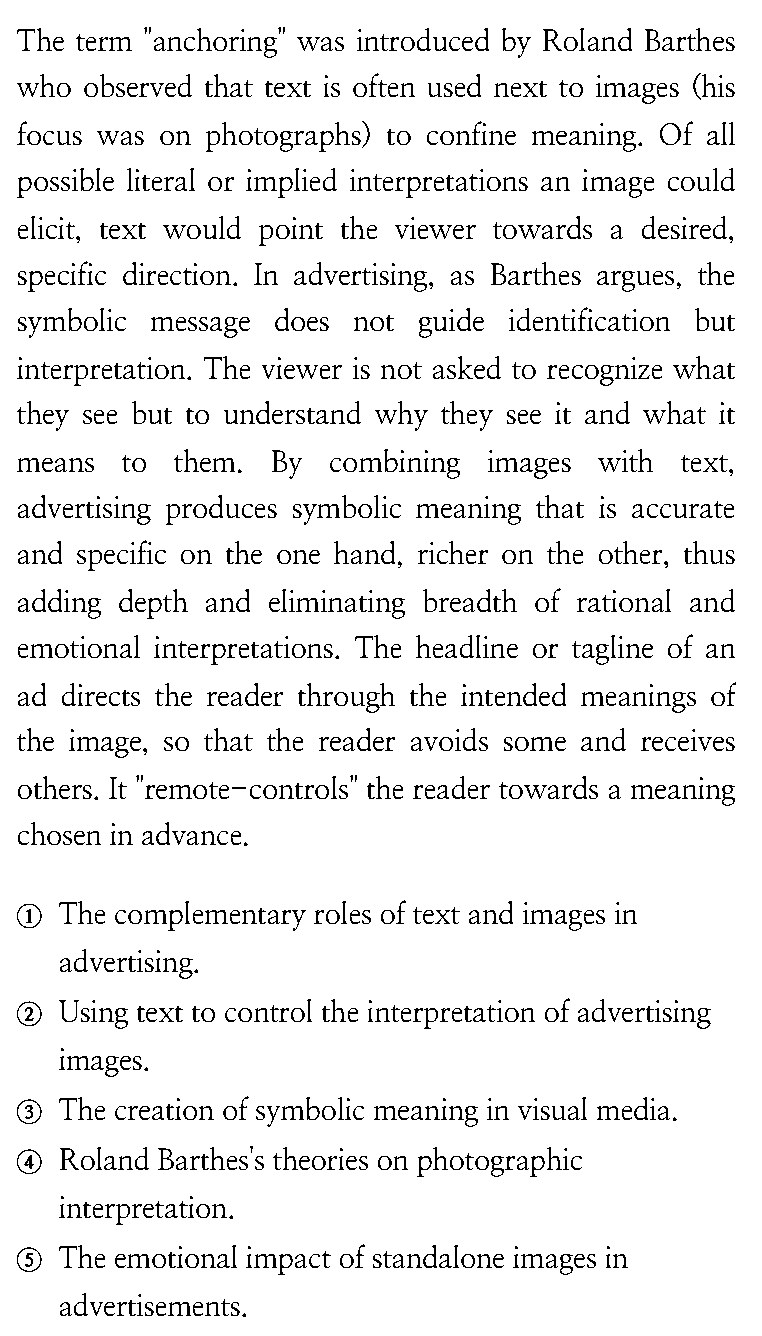 The term "anchoring" was introduced by Roland Barthes
who observed that text is often used next to images (his
focus was on photographs) to confine meaning. Of all
possible literal or implied interpretations an image could
elicit, text would point the viewer towards a desired,
specific direction. In advertising, as Barthes argues, the
symbolic message does not guide identification but
interpretation. The viewer is not asked to recognize what
they see but to understand why they see it and what it
means to them. By combining images with text,
advertising produces symbolic meaning that is accurate
and specific on the one hand, richer on the other, thus
adding depth and eliminating breadth of rational and
emotional interpretations. The headline or tagline of an
ad directs the reader through the intended meanings of
the image, so that the reader avoids some and receives
others. It "remote-controls" the reader towards a meaning
chosen in advance.
① The complementary roles of text and images in
advertising.
② Using text to control the interpretation of advertising
images.
③ The creation of symbolic meaning in visual media.
④ Roland Barthes's theories on photographic
interpretation.
⑤ The emotional impact of standalone images in
advertisements.